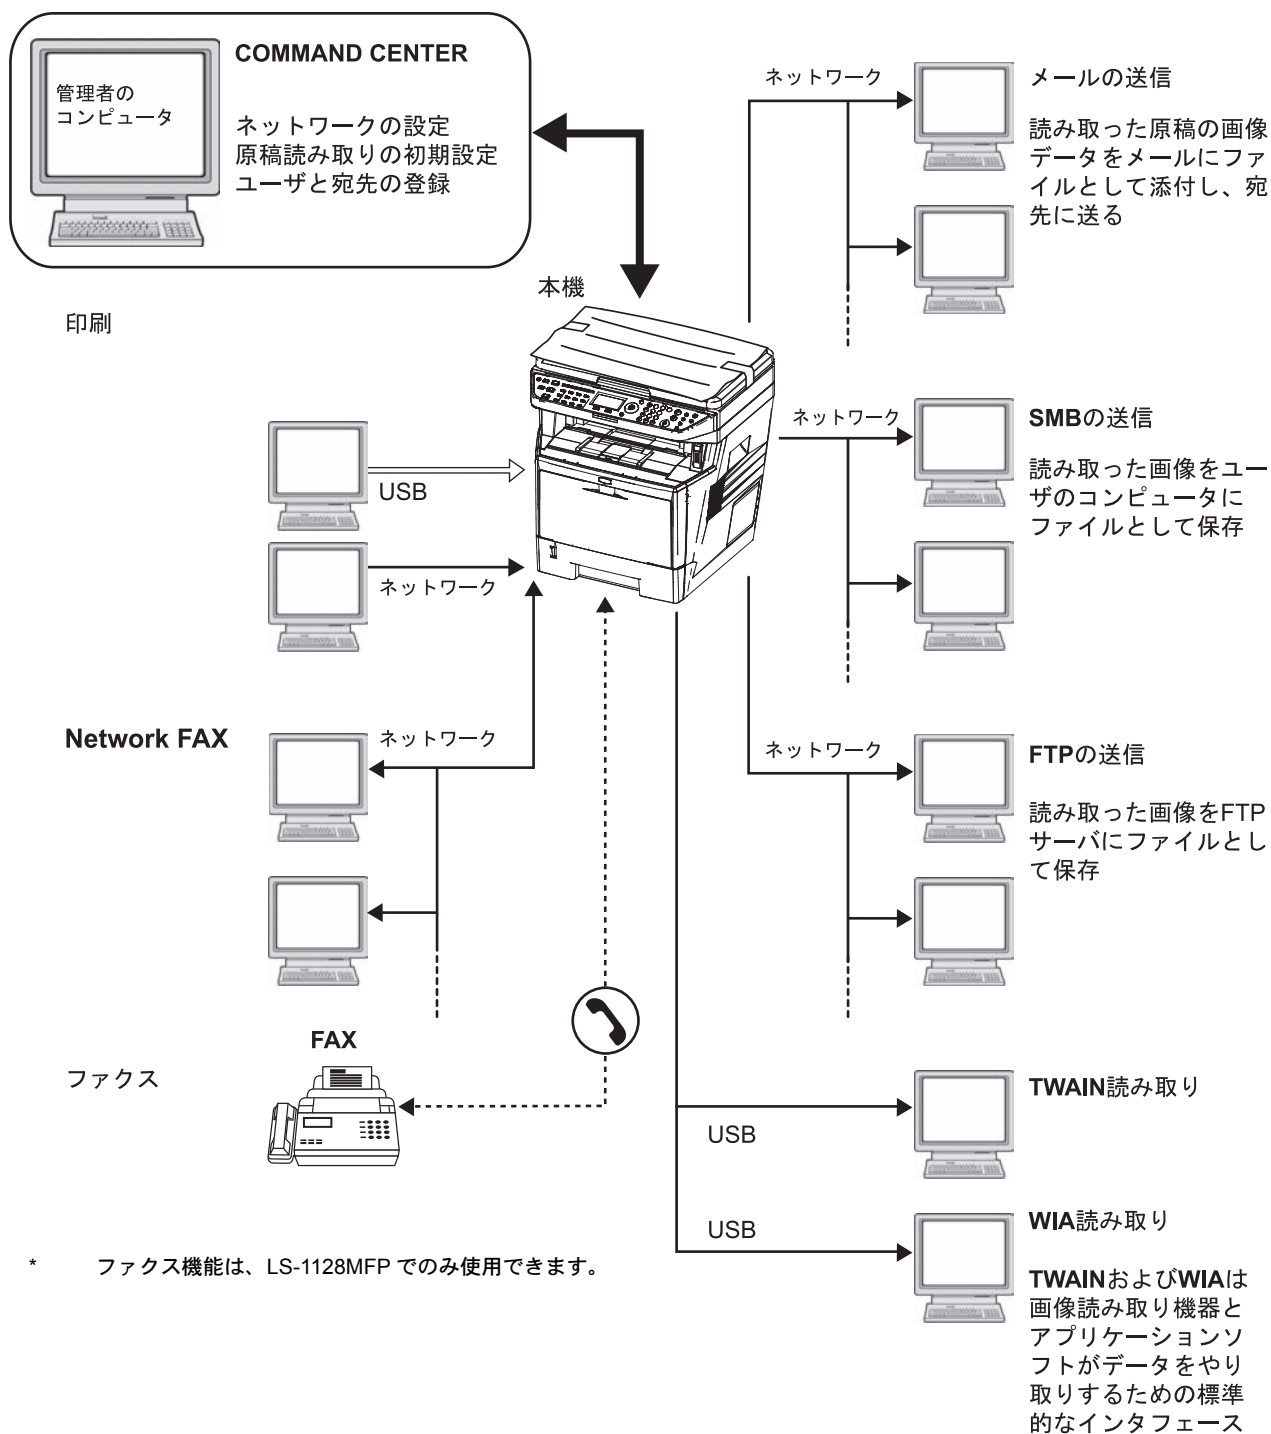 COMMAND CENTER
管理者の
コンピュータ
ネットワークの設定
原稿読み取りの初期設定
ユーザと宛先の登録
本機
印刷
USB
ネットワーク
Network FAX
ネットワーク
FAX
ファクス
ネットワーク
メールの送信
読み取った原稿の画像
データをメールにファ
イルとして添付し、宛
先に送る
ネットワーク
SMBの送信
読み取った画像をユー
ザのコンピュータに
ファイルとして保存
ネットワーク
FTPの送信
読み取った画像をFTP
サーバにファイルとし
て保存
USB
TWAIN読み取り
USB
WIA読み取り
TWAINおよびWIAは
画像読み取り機器と
アプリケーションソ
フトがデータをやり
取りするための標準
的なインタフェース
* ファクス機能は、LS-1128MFP でのみ使用できます。